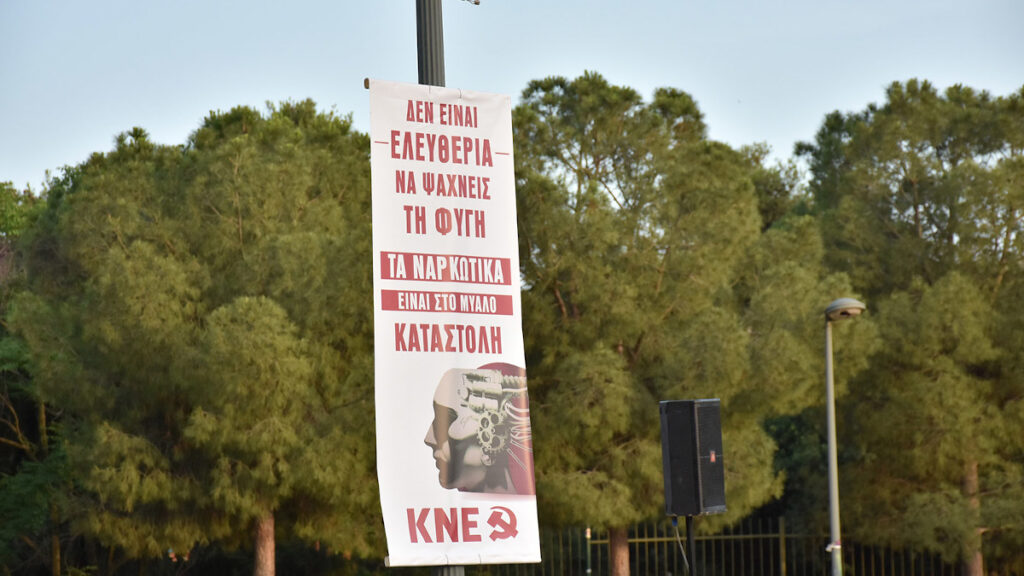 ΔΕΝ ΕΙΝΑΙ
ΕΛΕΥΘΕΡΙΑ
ΝΑ ΨΑΧΝΕΙΣ
ΤΗ ΦΥΓΗ
ΤΑ ΝΑΡΚΩΤΙΚΑ
ΕΙΝΑΙ ΣΤΟ ΜΥΑΛΟ
ΚΑΤΑΣΤΟΛΗ
ΚΝΕ